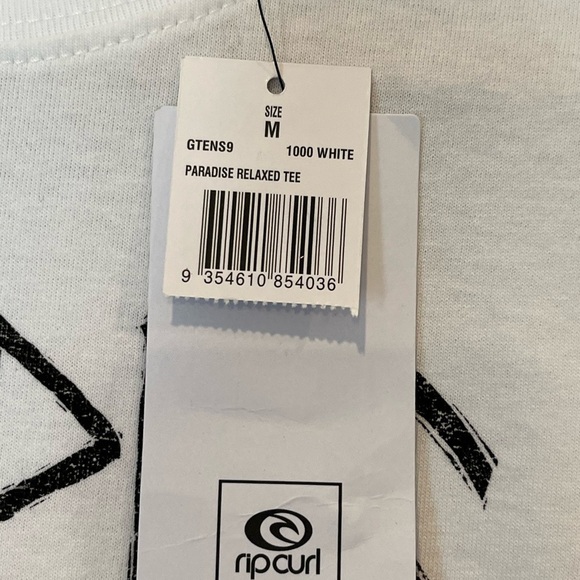 SIZE
M
GTENS9 1000 WHITE
PARADISE RELAXED TEE
9 354610 854036
ripcurl